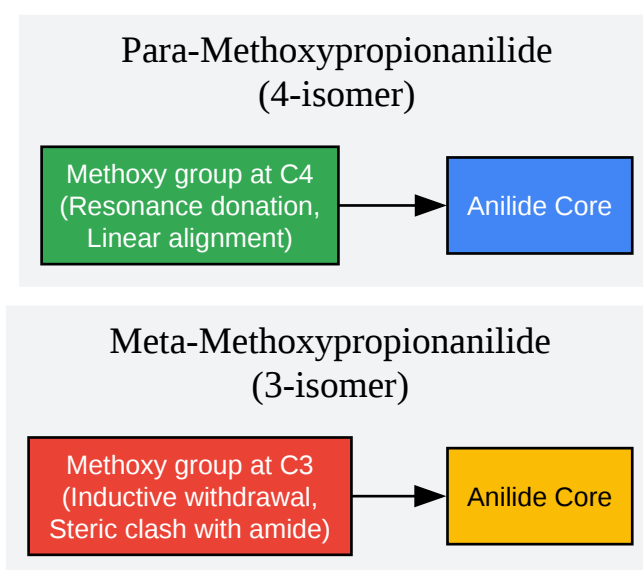 Para-Methoxypropionanilide
(4-isomer)
Methoxy group at C4
(Resonance donation,
Linear alignment)
Anilide Core
Meta-Methoxypropionanilide
(3-isomer)
Methoxy group at C3
(Inductive withdrawal,
Steric clash with amide)
Anilide Core